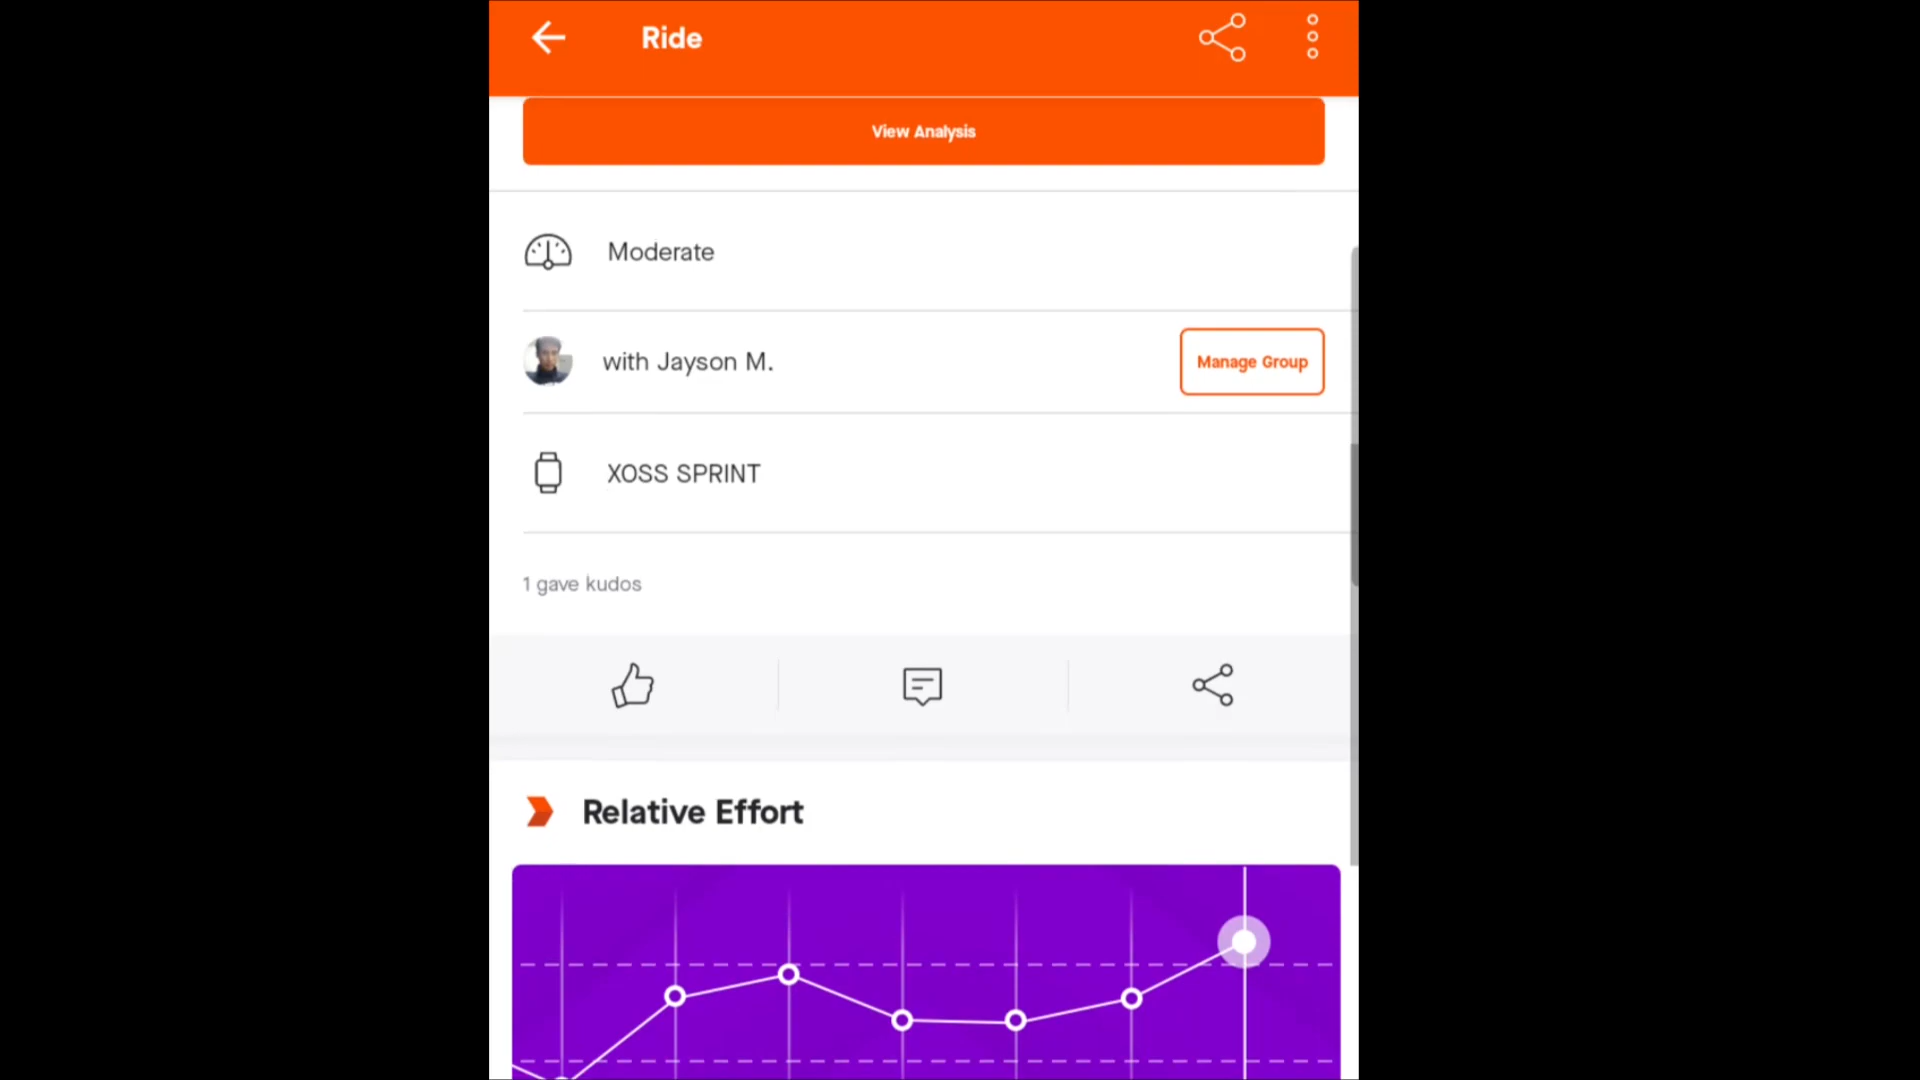 Ride
View Analysis
Moderate
with Jayson M.
Manage Group
XOSS SPRINT
1 gave kudos
Relative Effort